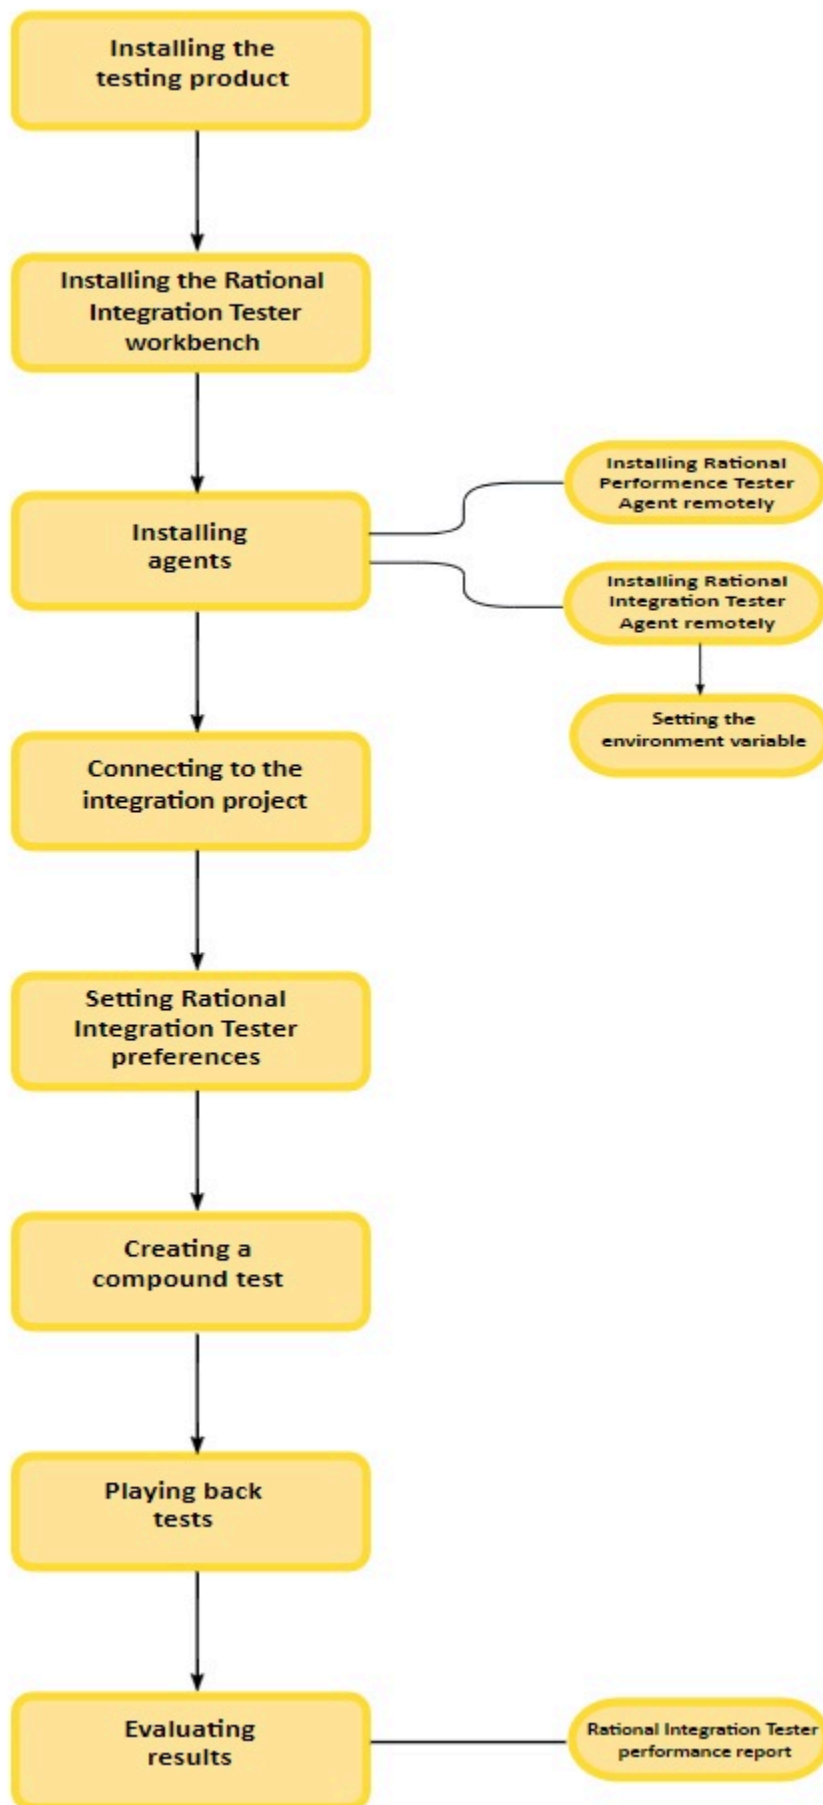 Installing the
testing product
Installing the Rational
Integration Tester
workbench
Installing
agents
Installing Rational
Performence Tester
Agent remotely
Installing Rational
Integration Tester
Agent remotely
Setting the
environment variable
Connecting to the
integration project
Setting Rational
Integration Tester
preferences
Creating a
compound test
Playing back
tests
Evaluating
results
Rational Integration Tester
performance report